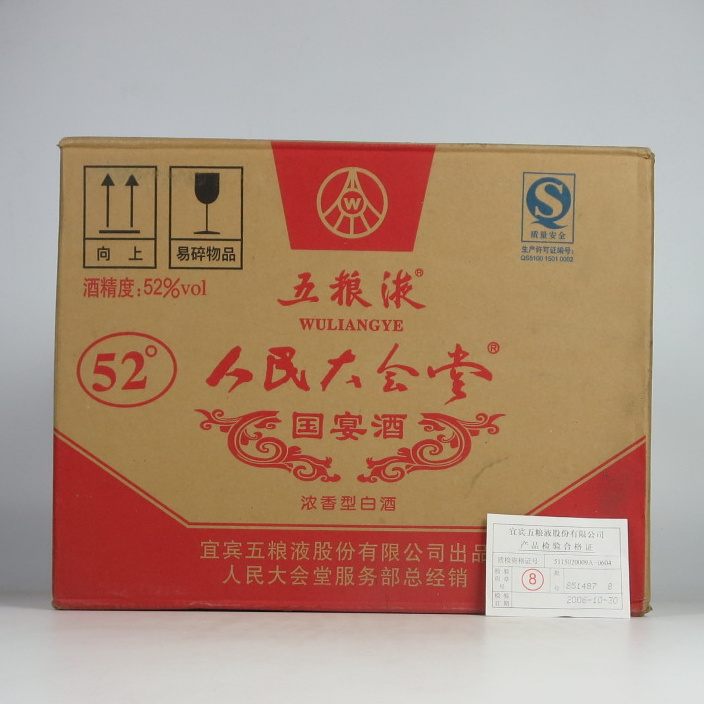 W
向 上
易碎物品
质量安全
生产许可证编号:
QS5100 1501 0002
酒精度:52%vol
五粮液®
WULIANGYE
52°
人民大会堂®
国宴酒
浓香型白酒
宜宾五粮液股份有限公司出品
人民大会堂服务部总经销
宜宾五粮液股份有限公司
产品检验合格证
8
2006-10-30